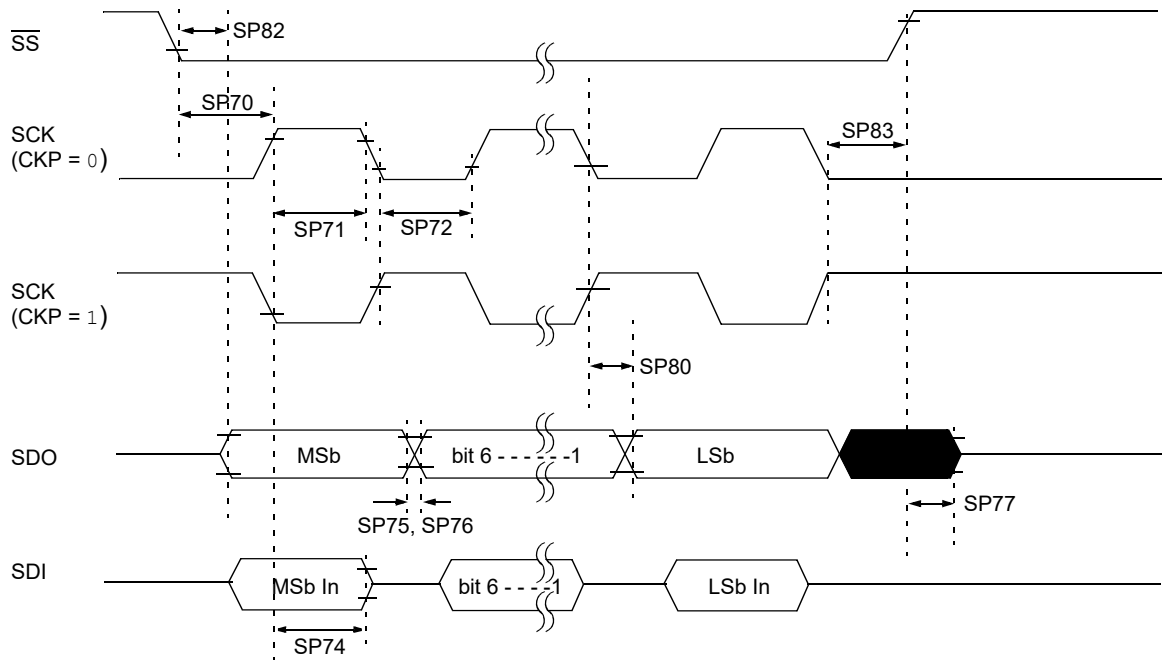 SS
SP82
SP70
SCK
(CKP = 0)
SP83
SP71
SP72
SCK
(CKP = 1)
SP80
SDO
MSb
bit 6 - - - - - -1
LSb
SP77
SP75, SP76
SDI
MSb In
bit 6 - - - - -1
LSb In
SP74